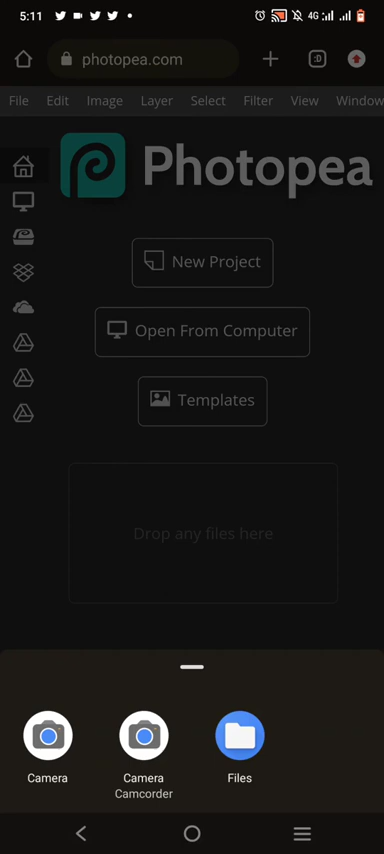 5:11
4G
photopea.com
:D
File Edit Image Layer Select Filter View Window
Photopea
New Project
Open From Computer
Templates
Drop any files here
Camera
Camera
Camcorder
Files